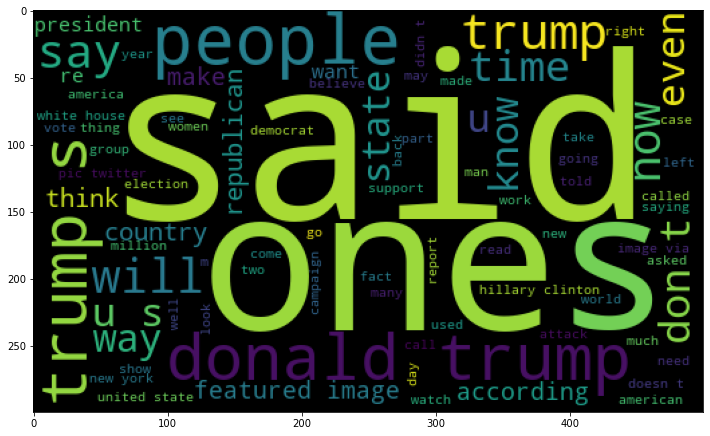 0
50
100
150
200
250
0
100
200
300
400
president
say
year
people
trump
right
re
make
want
believe
didn t
may
made
time
even
america
white house
vote
thing
see
women
republican
democrat
state
back
part
u
know
take
case
now
group
pic twitter
said
going
told
man
left
trump s
think
election
support
work
called
saying
country
million
will
ones
go
come
two
m
campaign
fact
many
report
read
new
image via
asked
don t
hillary clinton
world
u s
well
look
way
used
attack
much
donald trump
call
need
show
new york
day
doesn t
united state
featured image
watch
according
american